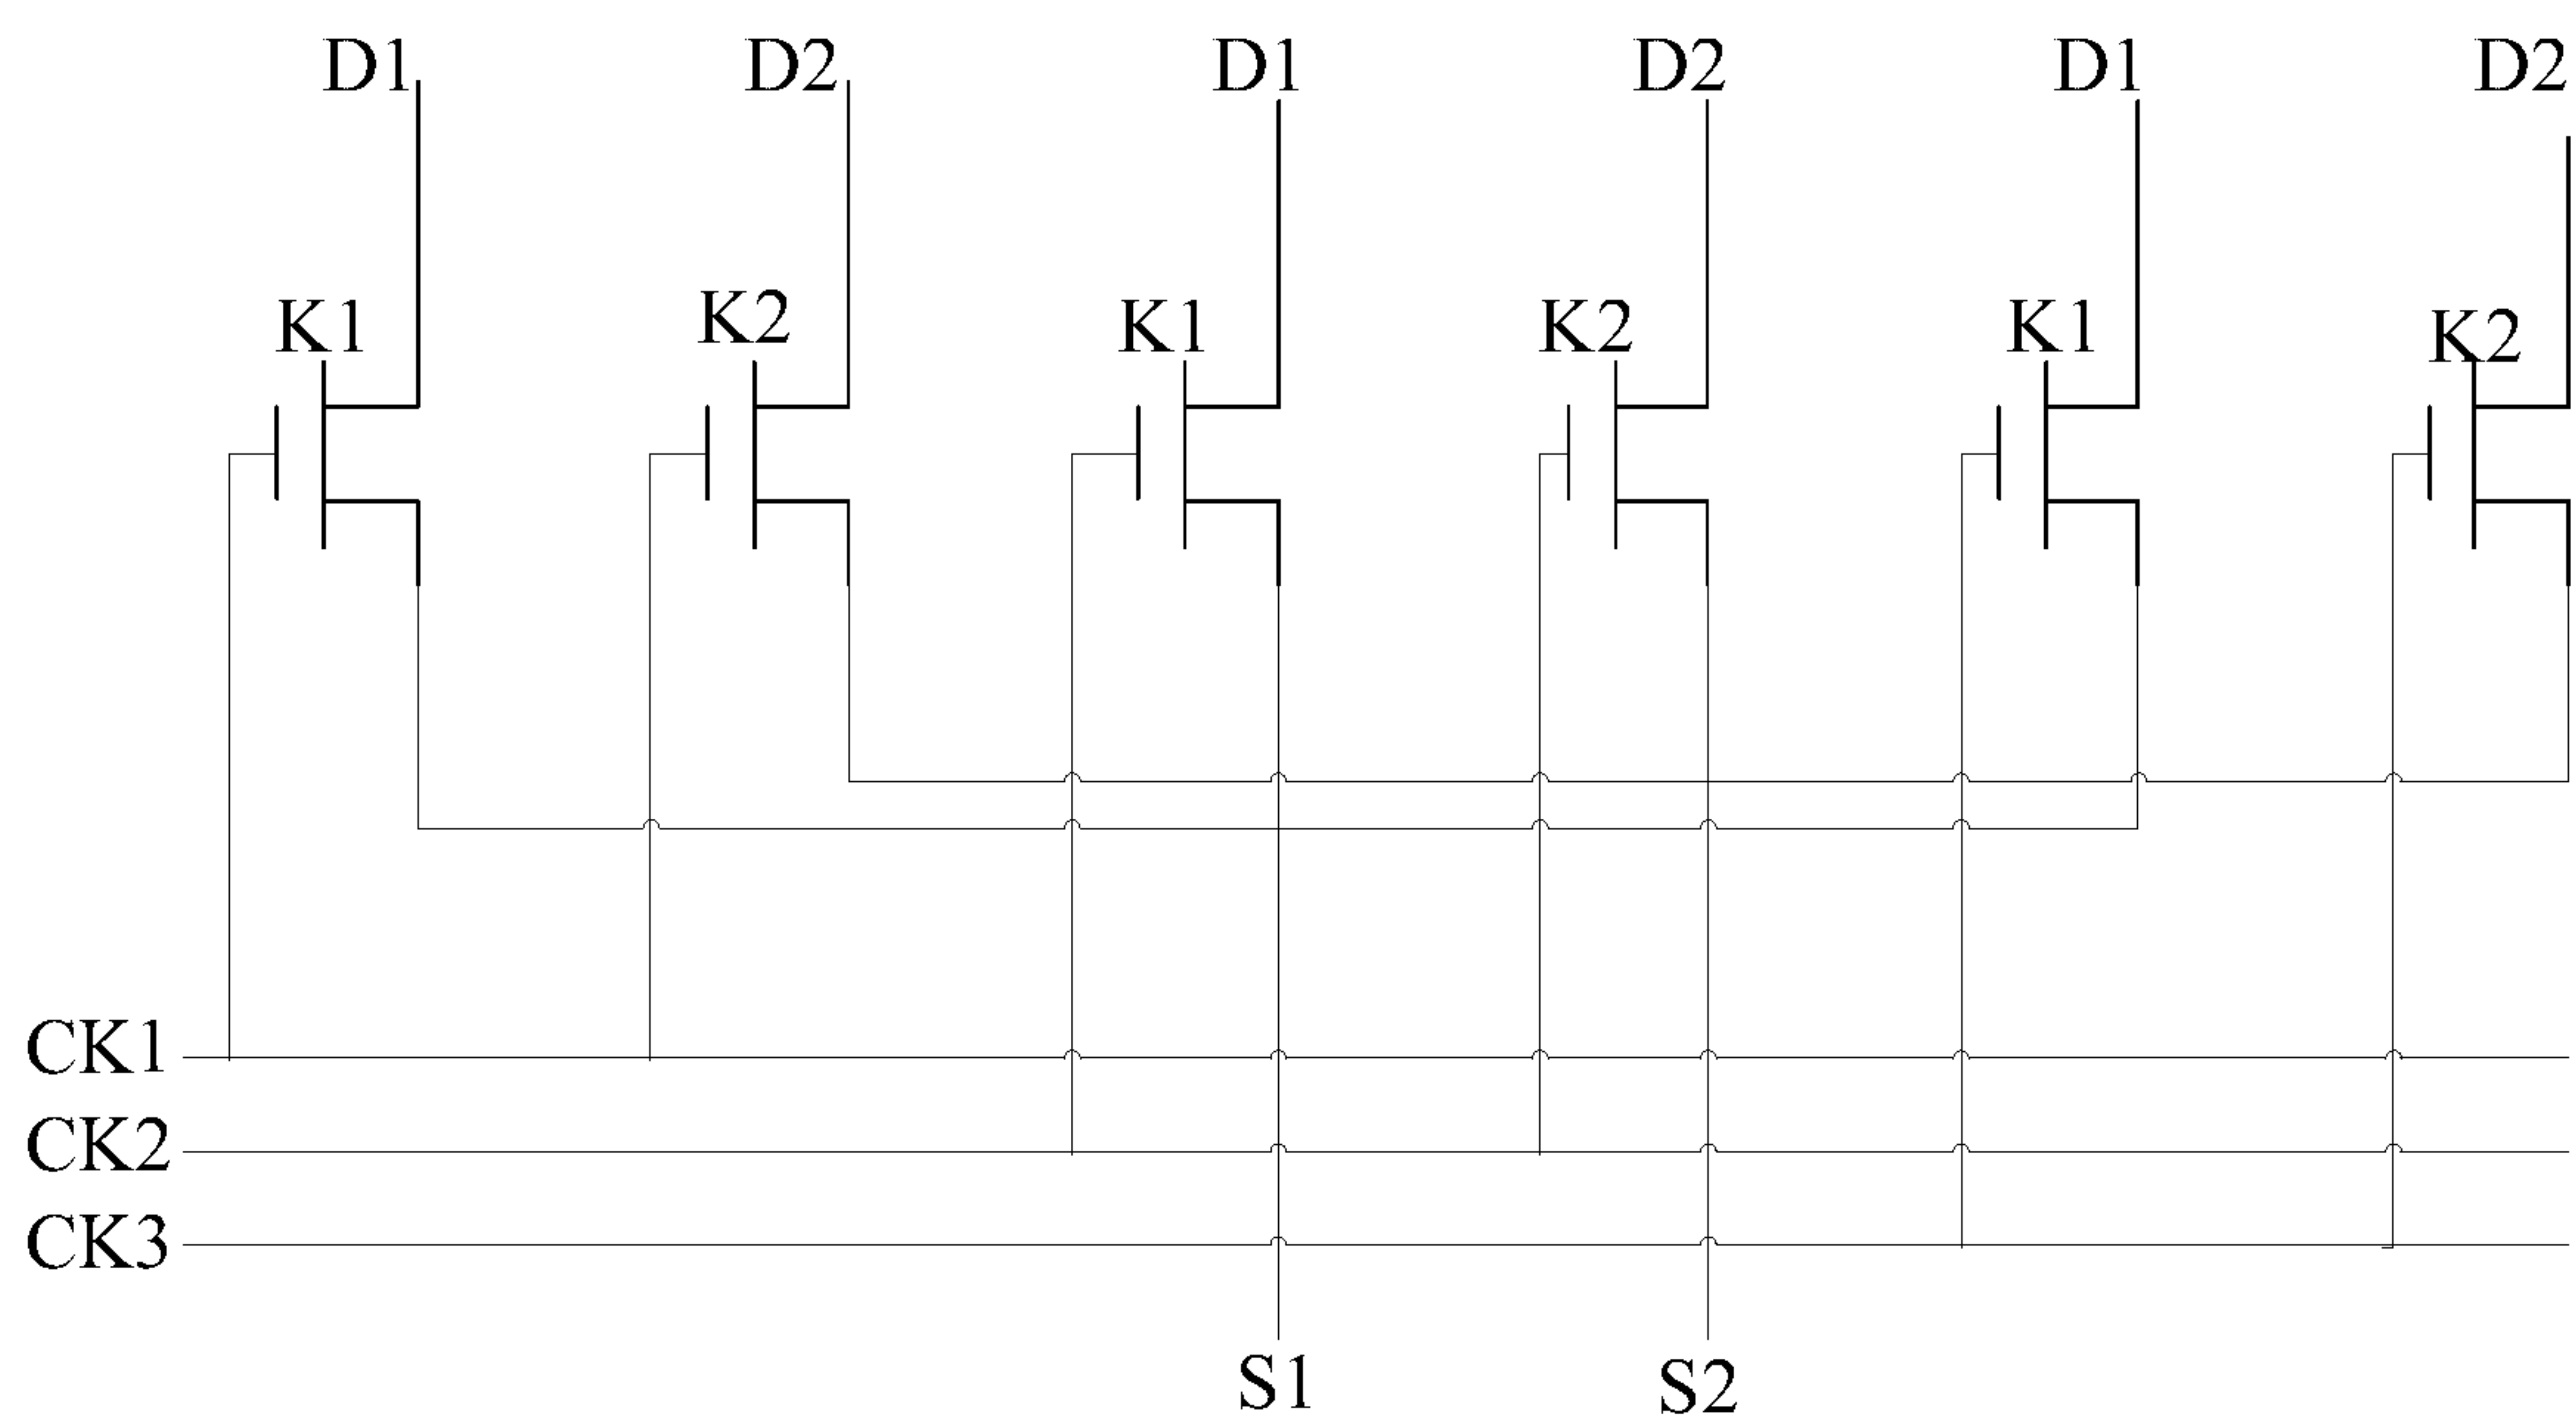 D1 D2 D1 D2 D1 D2
K1 K2 K1 K2 K1 K2
CK1
CK2
CK3
S1 S2